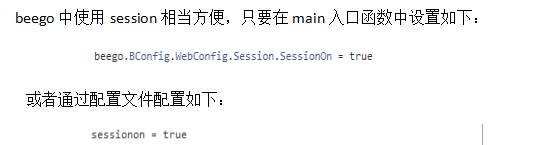 beego 中使用 session 相当方便，只要在 main 入口函数中设置如下：
beego.BConfig.WebConfig.Session.SessionOn = true
或者通过配置文件配置如下：
sessionon = true